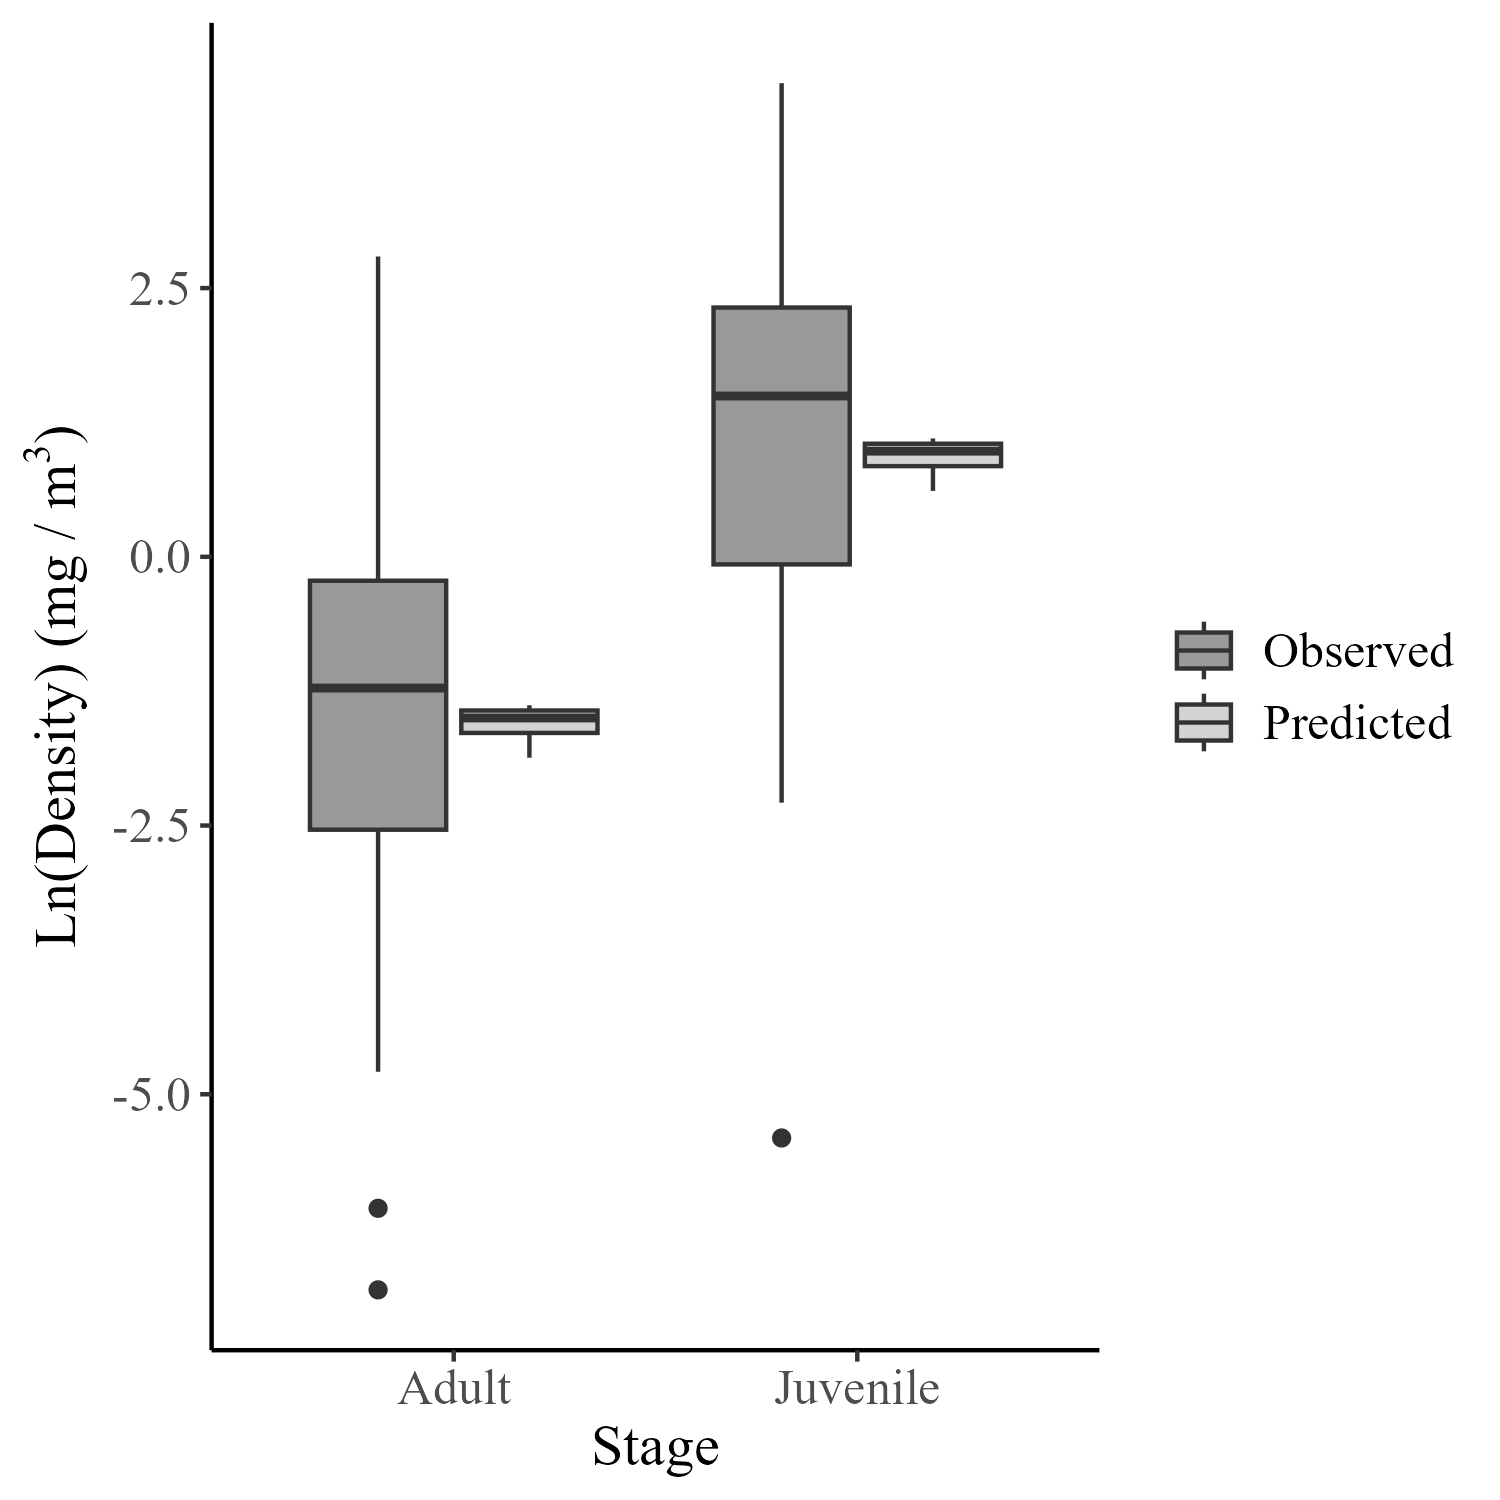 Ln(Density) (mg / m³)
2.5
0.0
-2.5
-5.0
Adult
Juvenile
Stage
Observed
Predicted